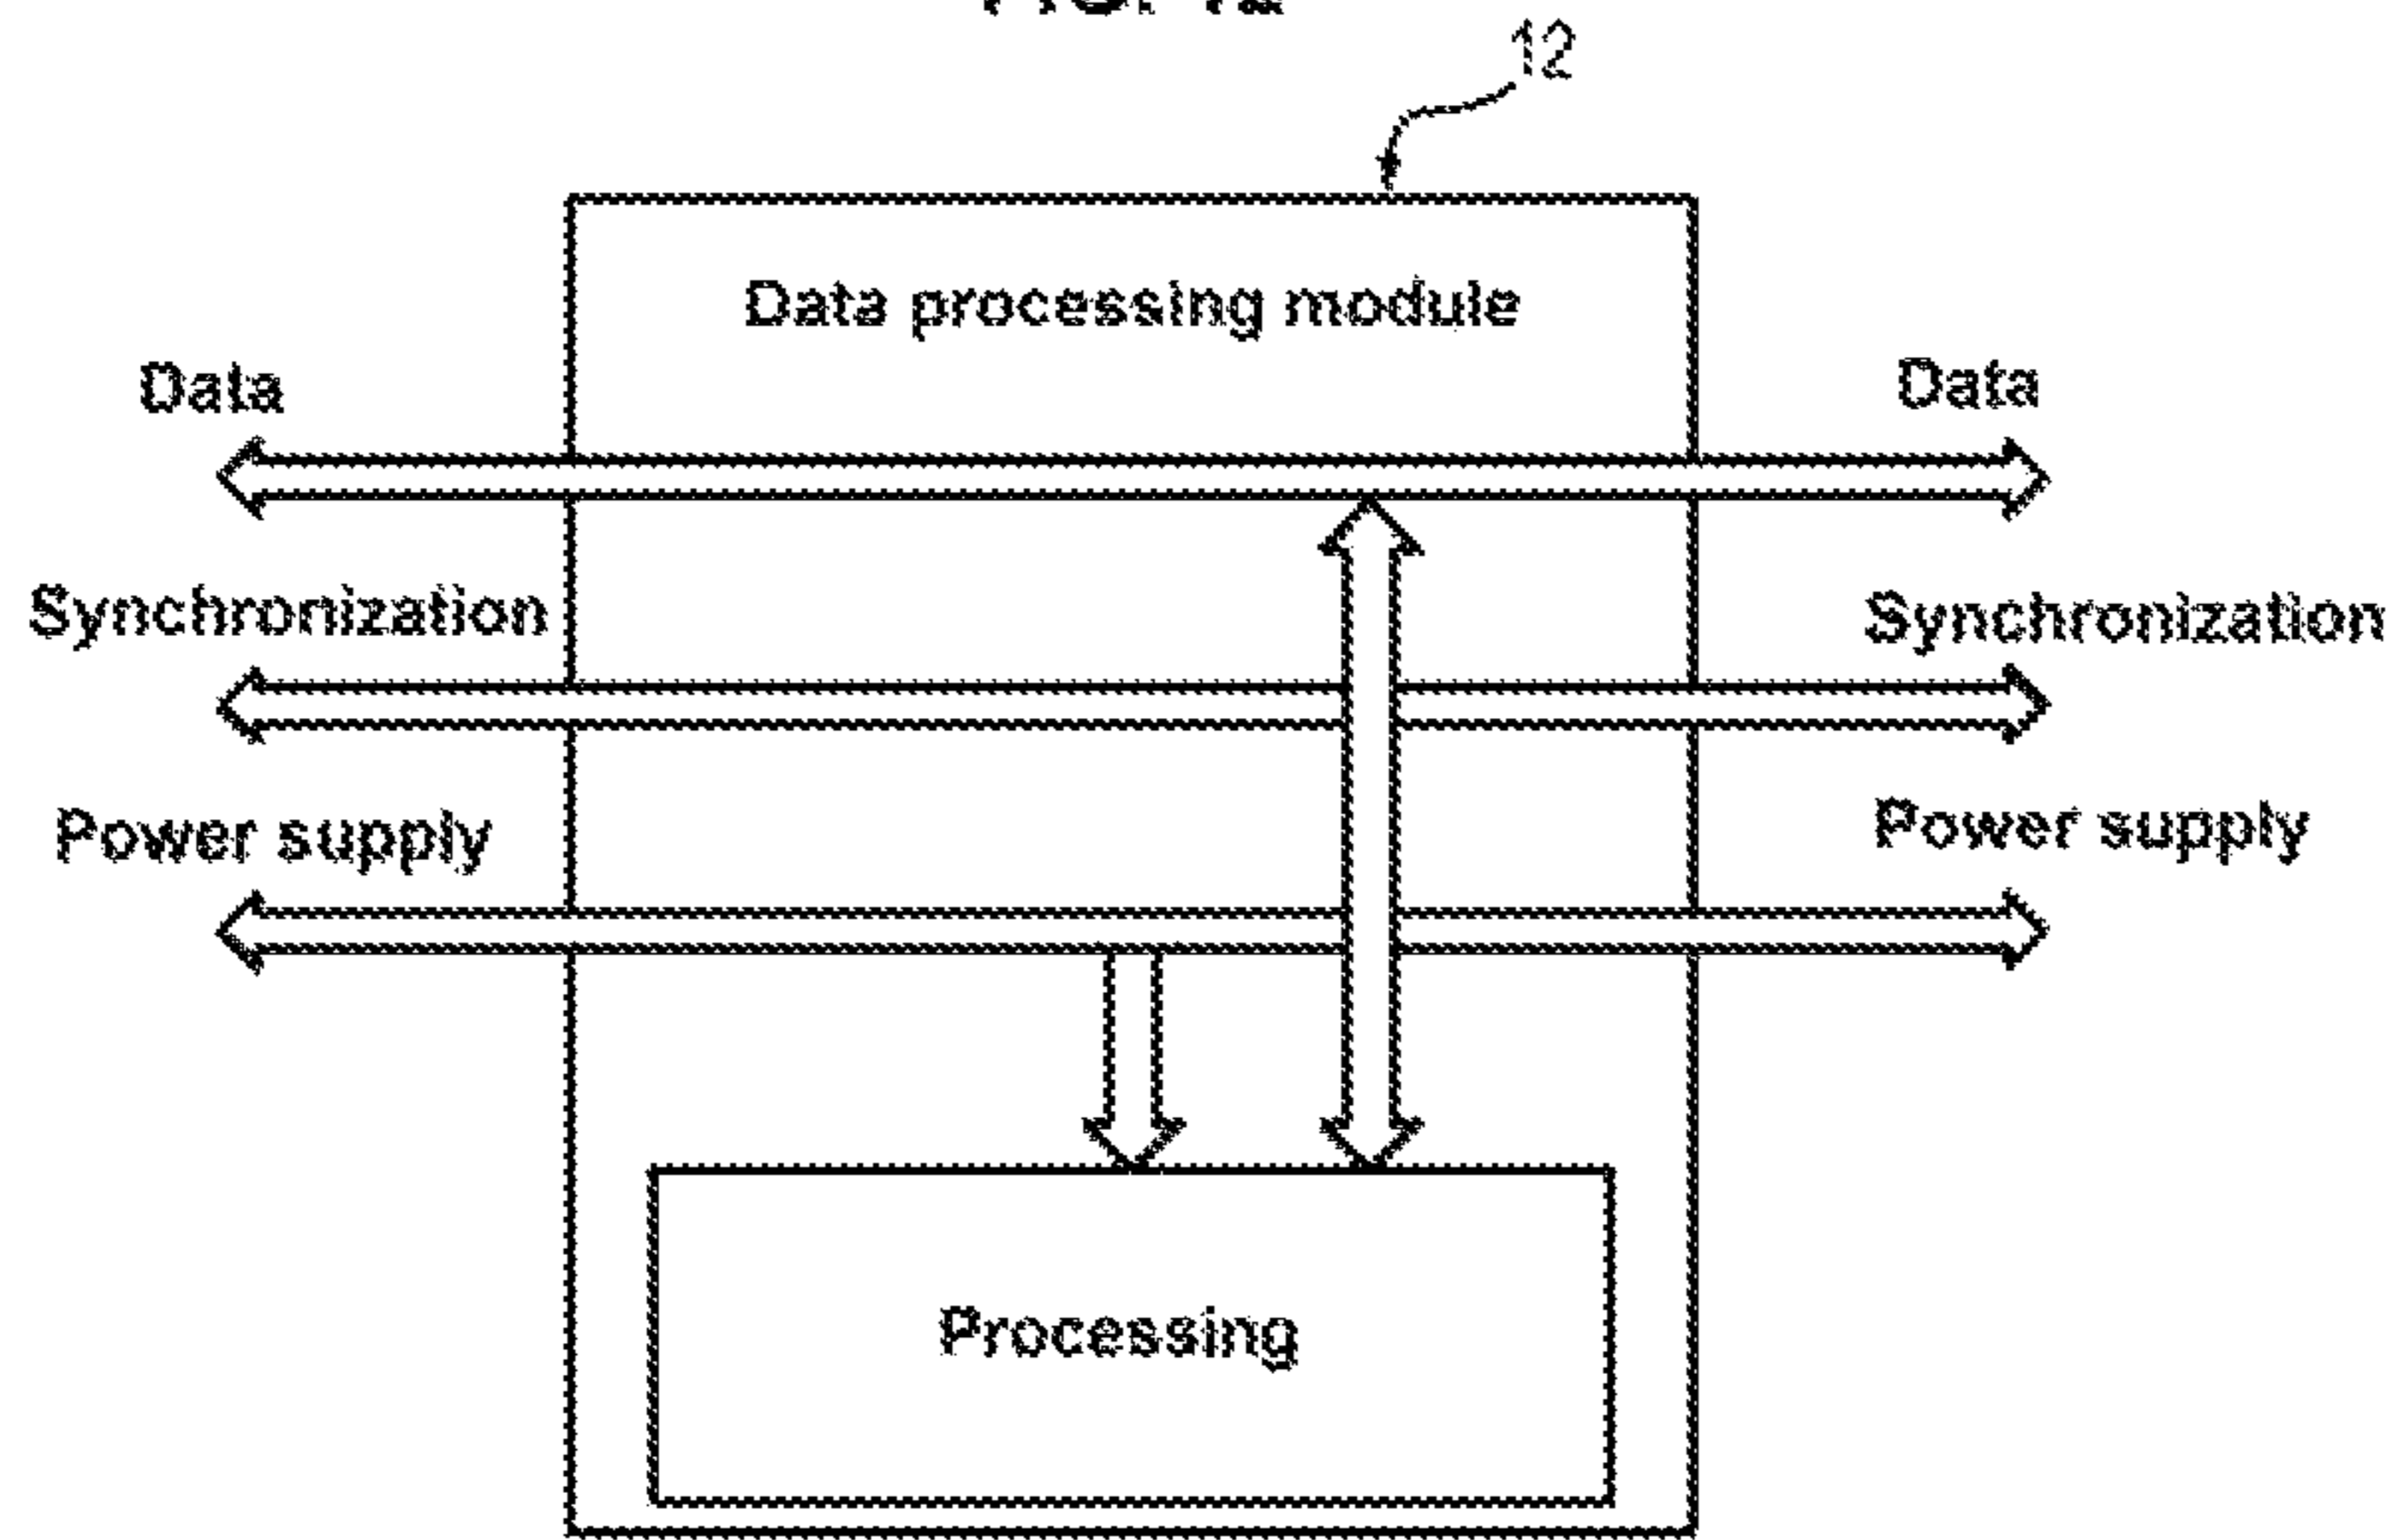 12
Data processing module
Data
Data
Synchronization
Synchronization
Power supply
Power supply
Processing